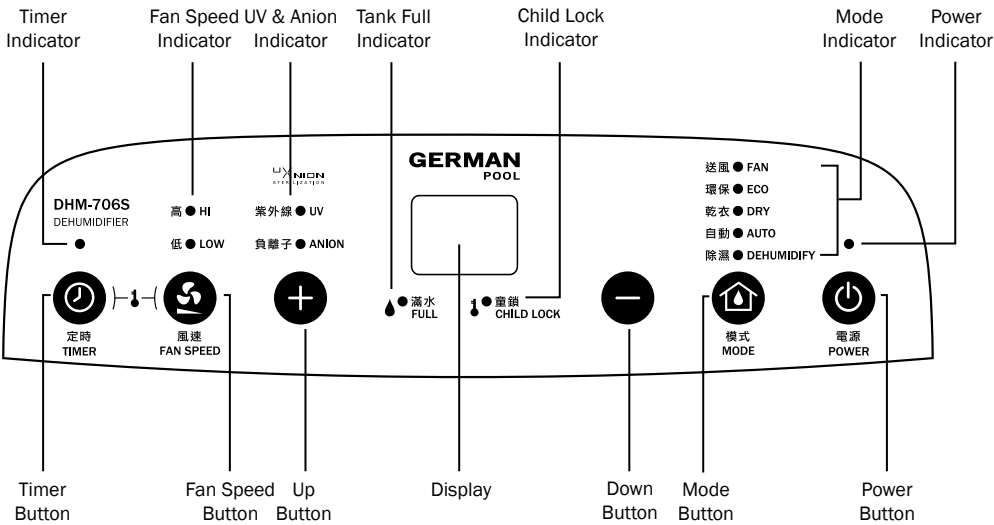 Timer
Indicator
Fan Speed
Indicator
UV & Anion
Indicator
Tank Full
Indicator
Child Lock
Indicator
Mode
Indicator
Power
Indicator
DHM-706S
DEHUMIDIFIER
高 HI
低 LOW
UV NION
STERILIZATION
紫外線 UV
負離子 ANION
GERMAN
POOL
滿水
FULL
童鎖
CHILD LOCK
送風 FAN
環保 ECO
乾衣 DRY
自動 AUTO
除濕 DEHUMIDIFY
定時
TIMER
風速
FAN SPEED
模式
MODE
電源
POWER
Timer
Button
Fan Speed
Button
Up
Button
Display
Down
Button
Mode
Button
Power
Button